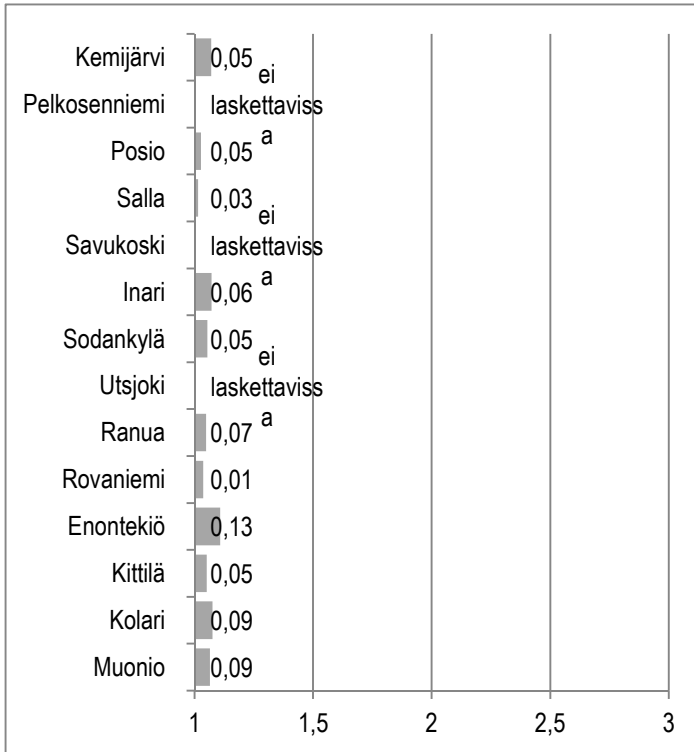 Kemijärvi 0,05
Pelkosenniemi ei
laskettaviss
a
Posio 0,05
Salla 0,03
Savukoski ei
laskettaviss
a
Inari 0,06
Sodankylä 0,05
Utsjoki ei
laskettaviss
a
Ranua 0,07
Rovaniemi 0,01
Enontekiö 0,13
Kittilä 0,05
Kolari 0,09
Muonio 0,09
1 1,5 2 2,5 3